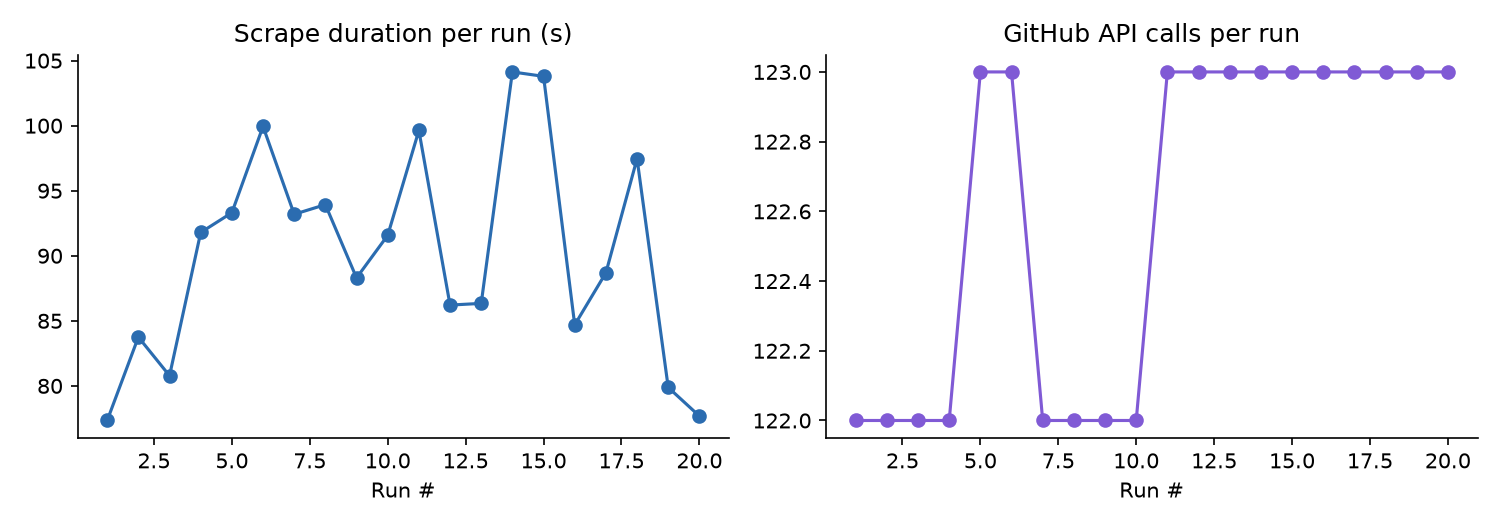 Scrape duration per run (s)
105
100
95
90
85
80
2.5 5.0 7.5 10.0 12.5 15.0 17.5 20.0
Run #
GitHub API calls per run
123.0
122.8
122.6
122.4
122.2
122.0
2.5 5.0 7.5 10.0 12.5 15.0 17.5 20.0
Run #